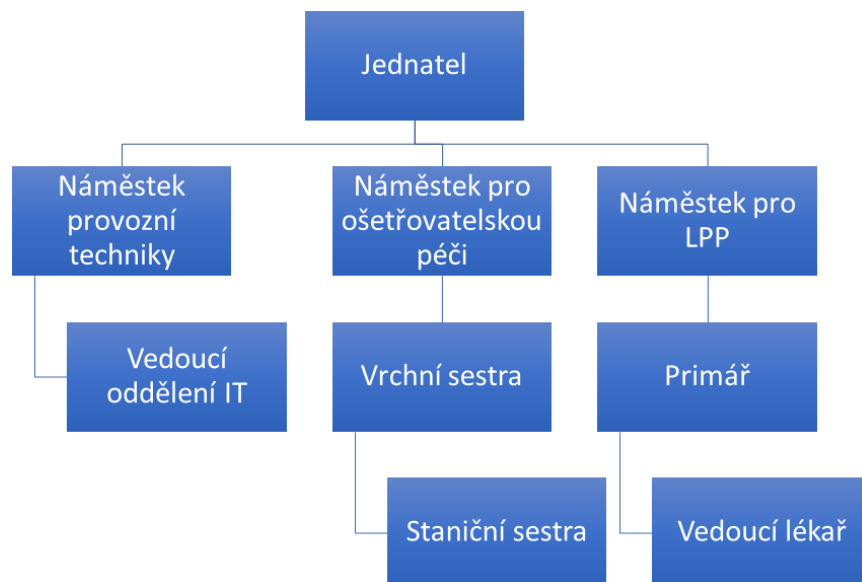 Jednatel
Náměstek
provozní
techniky
Náměstek pro
ošetřovatelskou
péči
Náměstek pro
LPP
Vedoucí
oddělení IT
Vrchní sestra
Primář
Staniční sestra
Vedoucí lékař